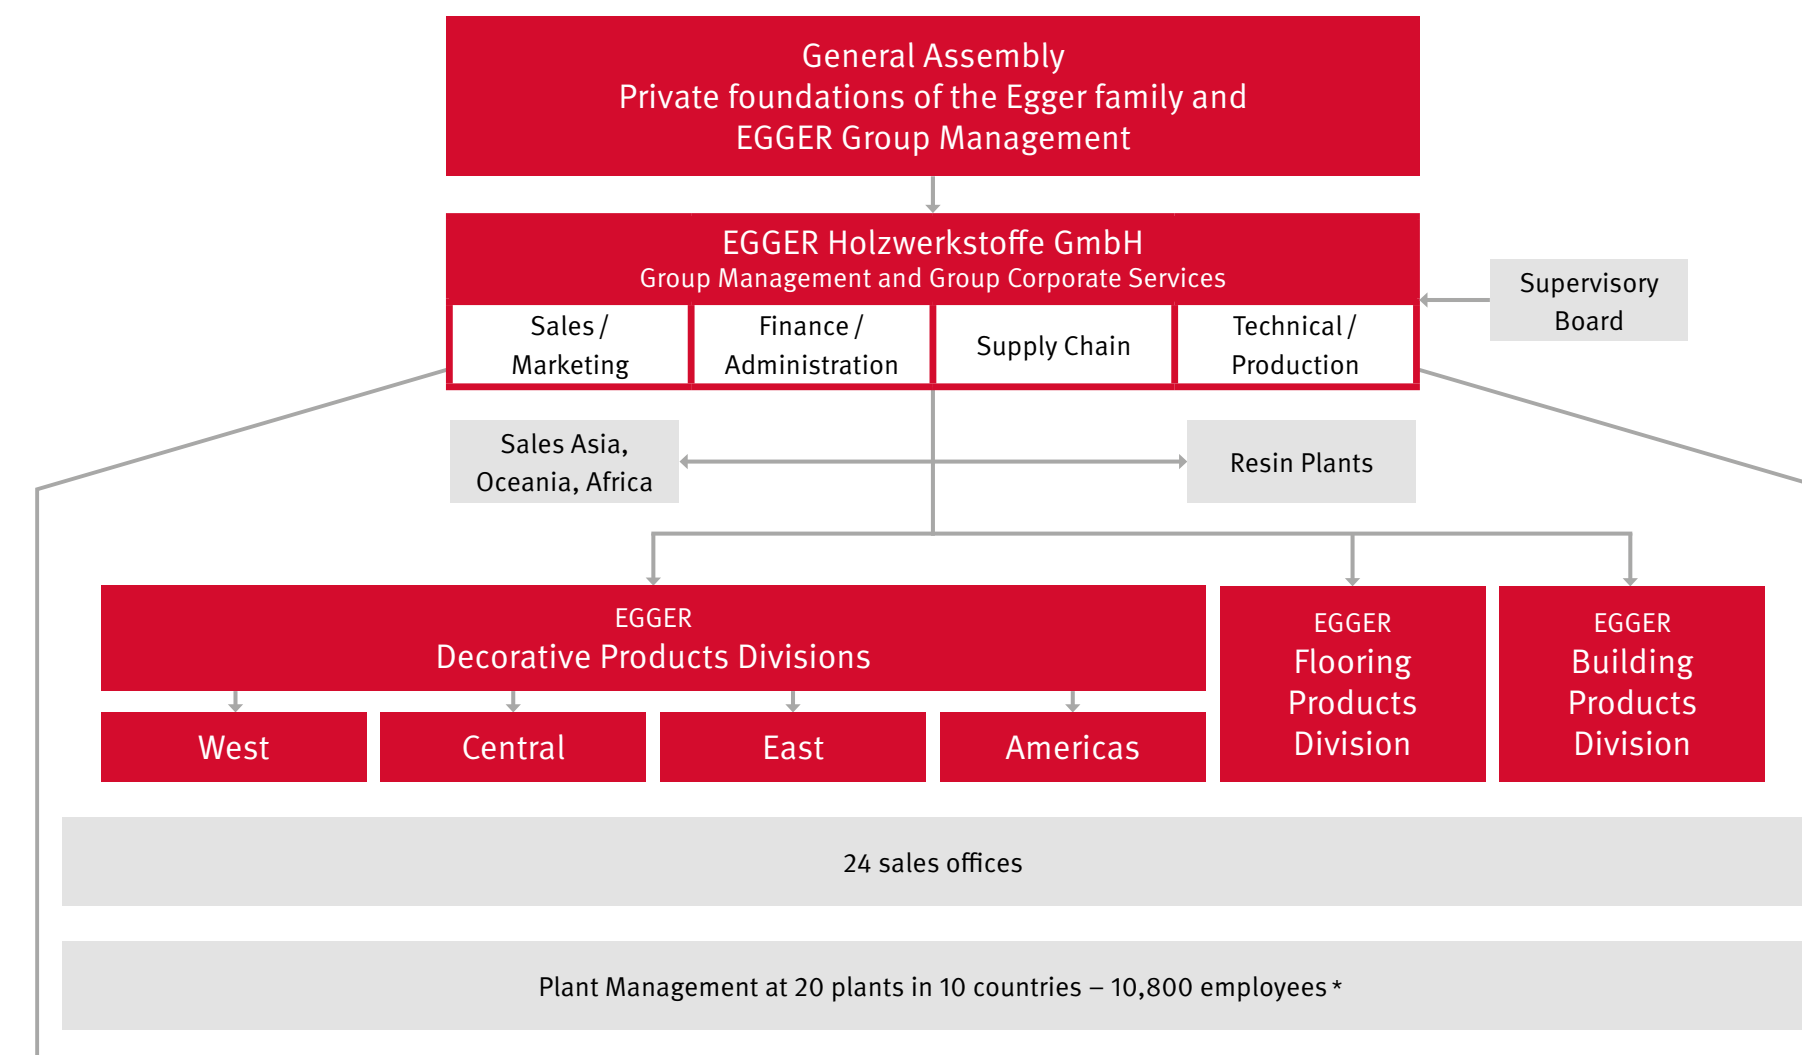 General Assembly
Private foundations of the Egger family and
EGGER Group Management
EGGER Holzwerkstoffe GmbH
Group Management and Group Corporate Services
Sales /
Marketing
Finance /
Administration
Supply Chain
Technical /
Production
Supervisory
Board
Sales Asia,
Oceania, Africa
Resin Plants
EGGER
Decorative Products Divisions
West
Central
East
Americas
EGGER
Flooring
Products
Division
EGGER
Building
Products
Division
24 sales offices
Plant Management at 20 plants in 10 countries – 10,800 employees *